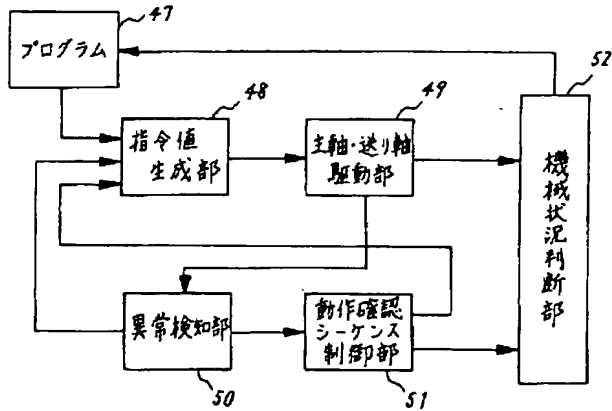 47
プログラム
48
指令値
生成部
49
主軸・送り軸
駆動部
52
機械状況判断部
異常検知部
50
動作確認
シーケンス
制御部
51